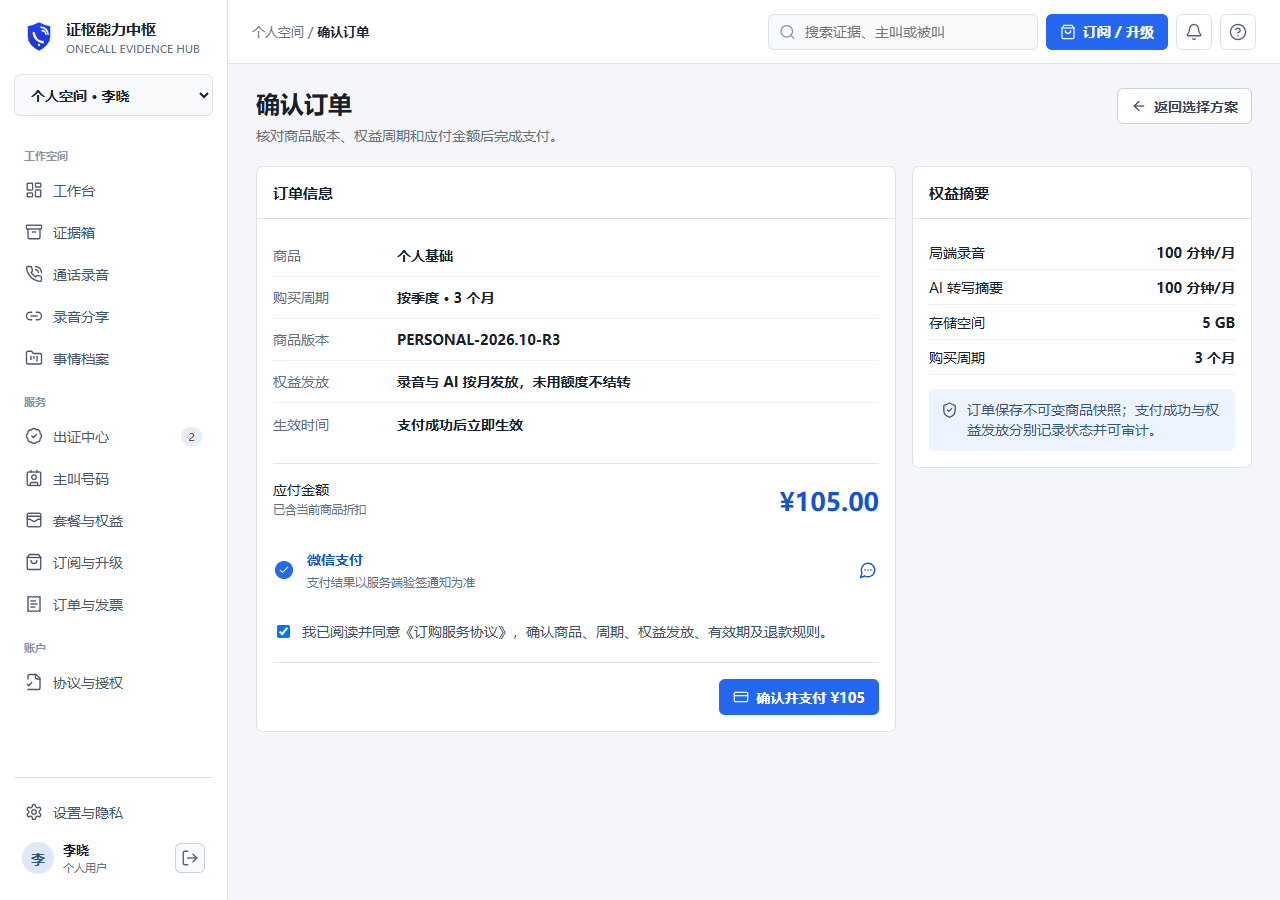 证枢能力中枢
ONECALL EVIDENCE HUB
个人空间 • 李晓
工作空间
工作台
证据箱
通话录音
录音分享
事情档案
服务
出证中心
2
主叫号码
套餐与权益
订阅与升级
订单与发票
账户
协议与授权
设置与隐私
李
李晓
个人用户
个人空间 / 确认订单
搜索证据、主叫或被叫
订阅 / 升级
确认订单
核对商品版本、权益周期和应付金额后完成支付。
返回选择方案
订单信息
商品 个人基础
购买周期 按季度 • 3 个月
商品版本 PERSONAL-2026.10-R3
权益发放 录音与 AI 按月发放，未用额度不结转
生效时间 支付成功后立即生效
应付金额
已含当前商品折扣
¥105.00
微信支付
支付结果以服务端验签通知为准
我已阅读并同意《订购服务协议》，确认商品、周期、权益发放、有效期及退款规则。
确认并支付 ¥105
权益摘要
局端录音 100 分钟/月
AI 转写摘要 100 分钟/月
存储空间 5 GB
购买周期 3 个月
订单保存不可变商品快照；支付成功与权
益发放分别记录状态并可审计。